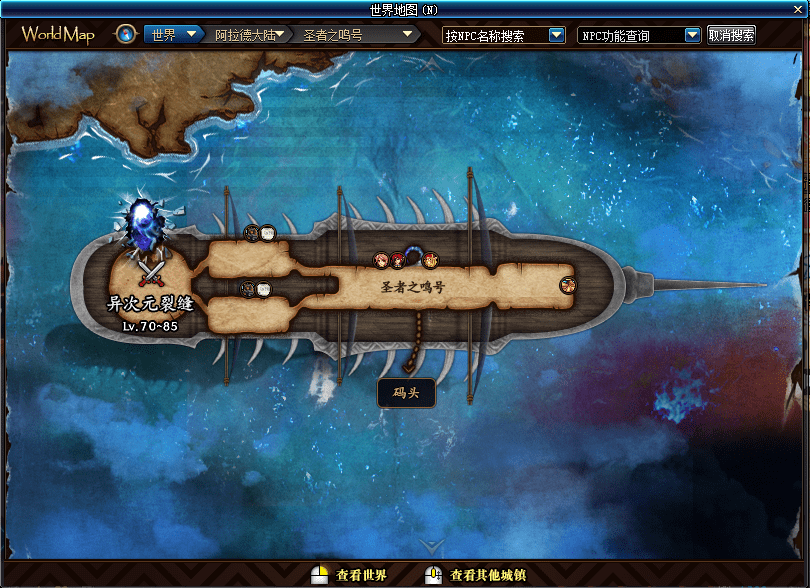 世界地图(N)
WorldMap
世界
阿拉德大陆
圣者之鸣号
按NPC名称搜索
NPC功能查询
取消搜索
圣者之鸣号
异次元裂缝
Lv.70~85
码头
查看世界
查看其他城镇